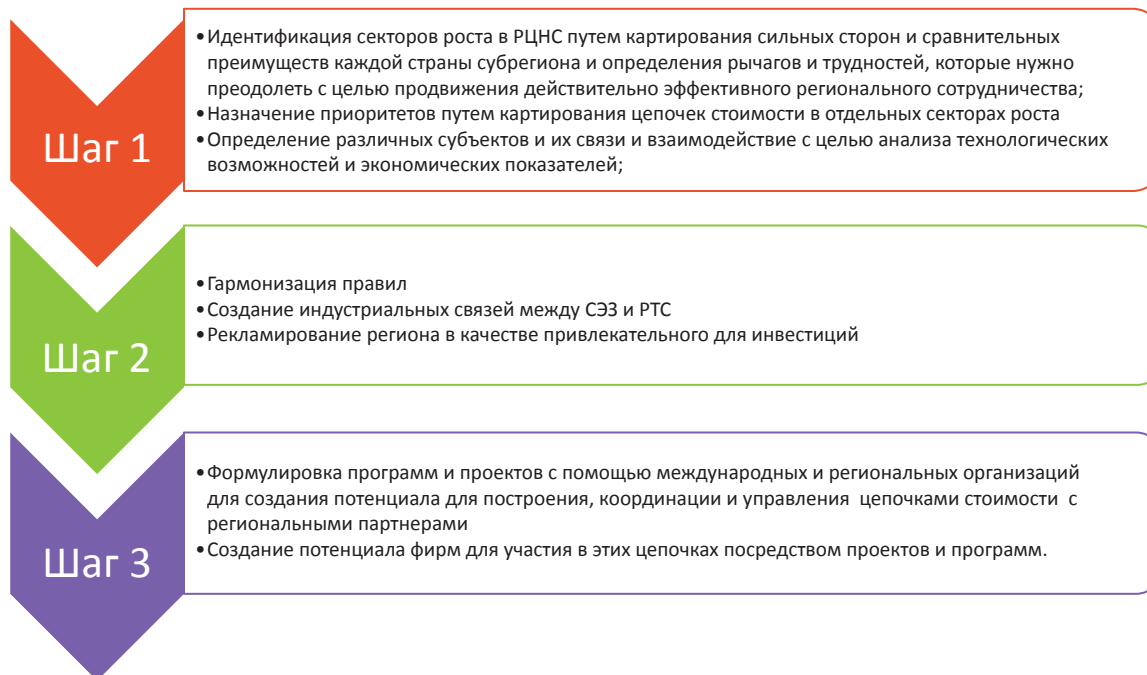 Шаг 1
•Идентификация секторов роста в РЦНС путем картирования сильных сторон и сравнительных
преимуществ каждой страны субрегиона и определения рычагов и трудностей, которые нужно
преодолеть с целью продвижения действительно эффективного регионального сотрудничества;
•Назначение приоритетов путем картирования цепочек стоимости в отдельных секторах роста
•Определение различных субъектов и их связи и взаимодействие с целью анализа технологических
возможностей и экономических показателей;
Шаг 2
•Гармонизация правил
•Создание индустриальных связей между СЭЗ и РТС
•Рекламирование региона в качестве привлекательного для инвестиций
Шаг 3
•Формулировка программ и проектов с помощью международных и региональных организаций
для создания потенциала для построения, координации и управления цепочками стоимости с
региональными партнерами
•Создание потенциала фирм для участия в этих цепочках посредством проектов и программ.